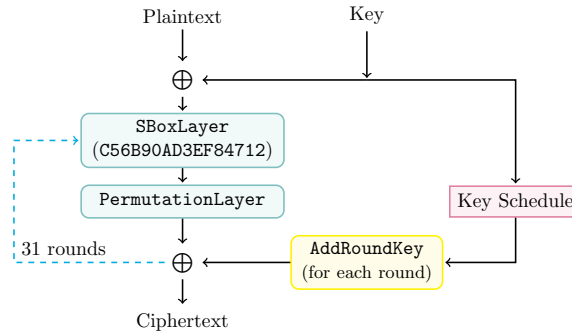 Plaintext
Key
SBoxLayer
(C56B90AD3EF84712)
PermutationLayer
Key Schedule
31 rounds
AddRoundKey
(for each round)
Ciphertext